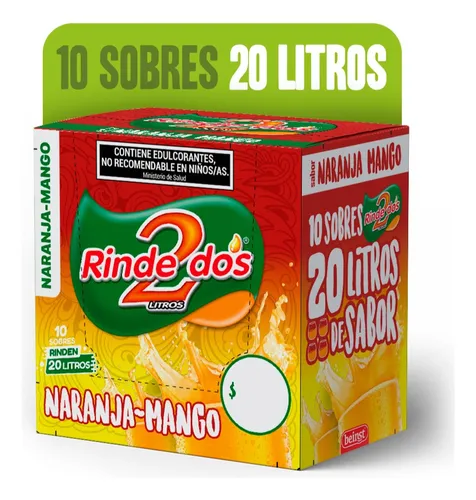 10 SOBRES 20 LITROS
NARANJA-MANGO
CONTIENE EDULCORANTES,
NO RECOMENDABLE EN NIÑOS/AS.
Ministerio de Salud
Rinde 2 dos
LITROS
10
SOBRES
RINDEN
20 LITROS
NARANJA-MANGO
$
sabor
NARANJA MANGO
10 SOBRES
Rinde 2 dos
20 LITROS
DE SABOR
beinst